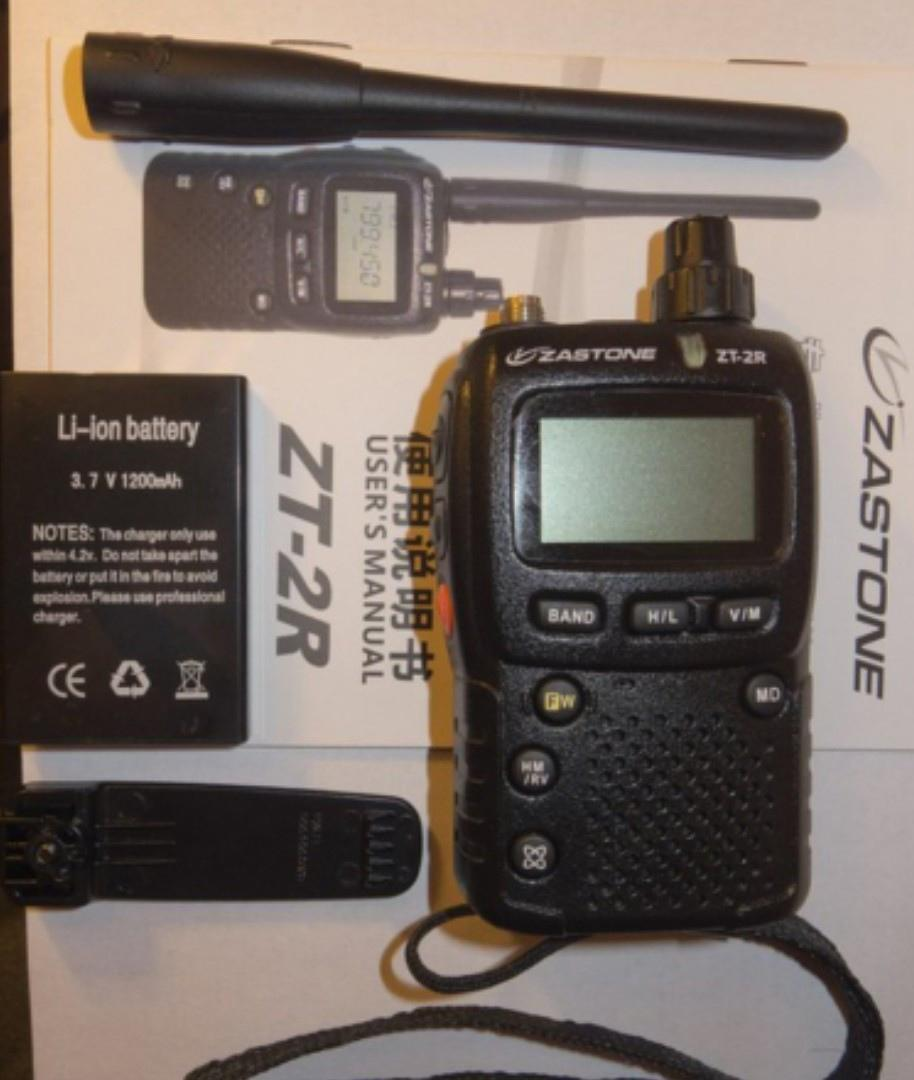 ZASTONE
ZT-2R
BAND
H/L
V/M
FW
MD
HM
/RV
Li-ion battery
3.7 V 1200mAh
NOTES: The charger only use
within 4.2v. Do not take apart the
battery or put it in the fire to avoid
explosion.Please use professional
charger.
CE
ZT-2R
USER'S MANUAL
使用说明书
ZASTONE
ZASTONE